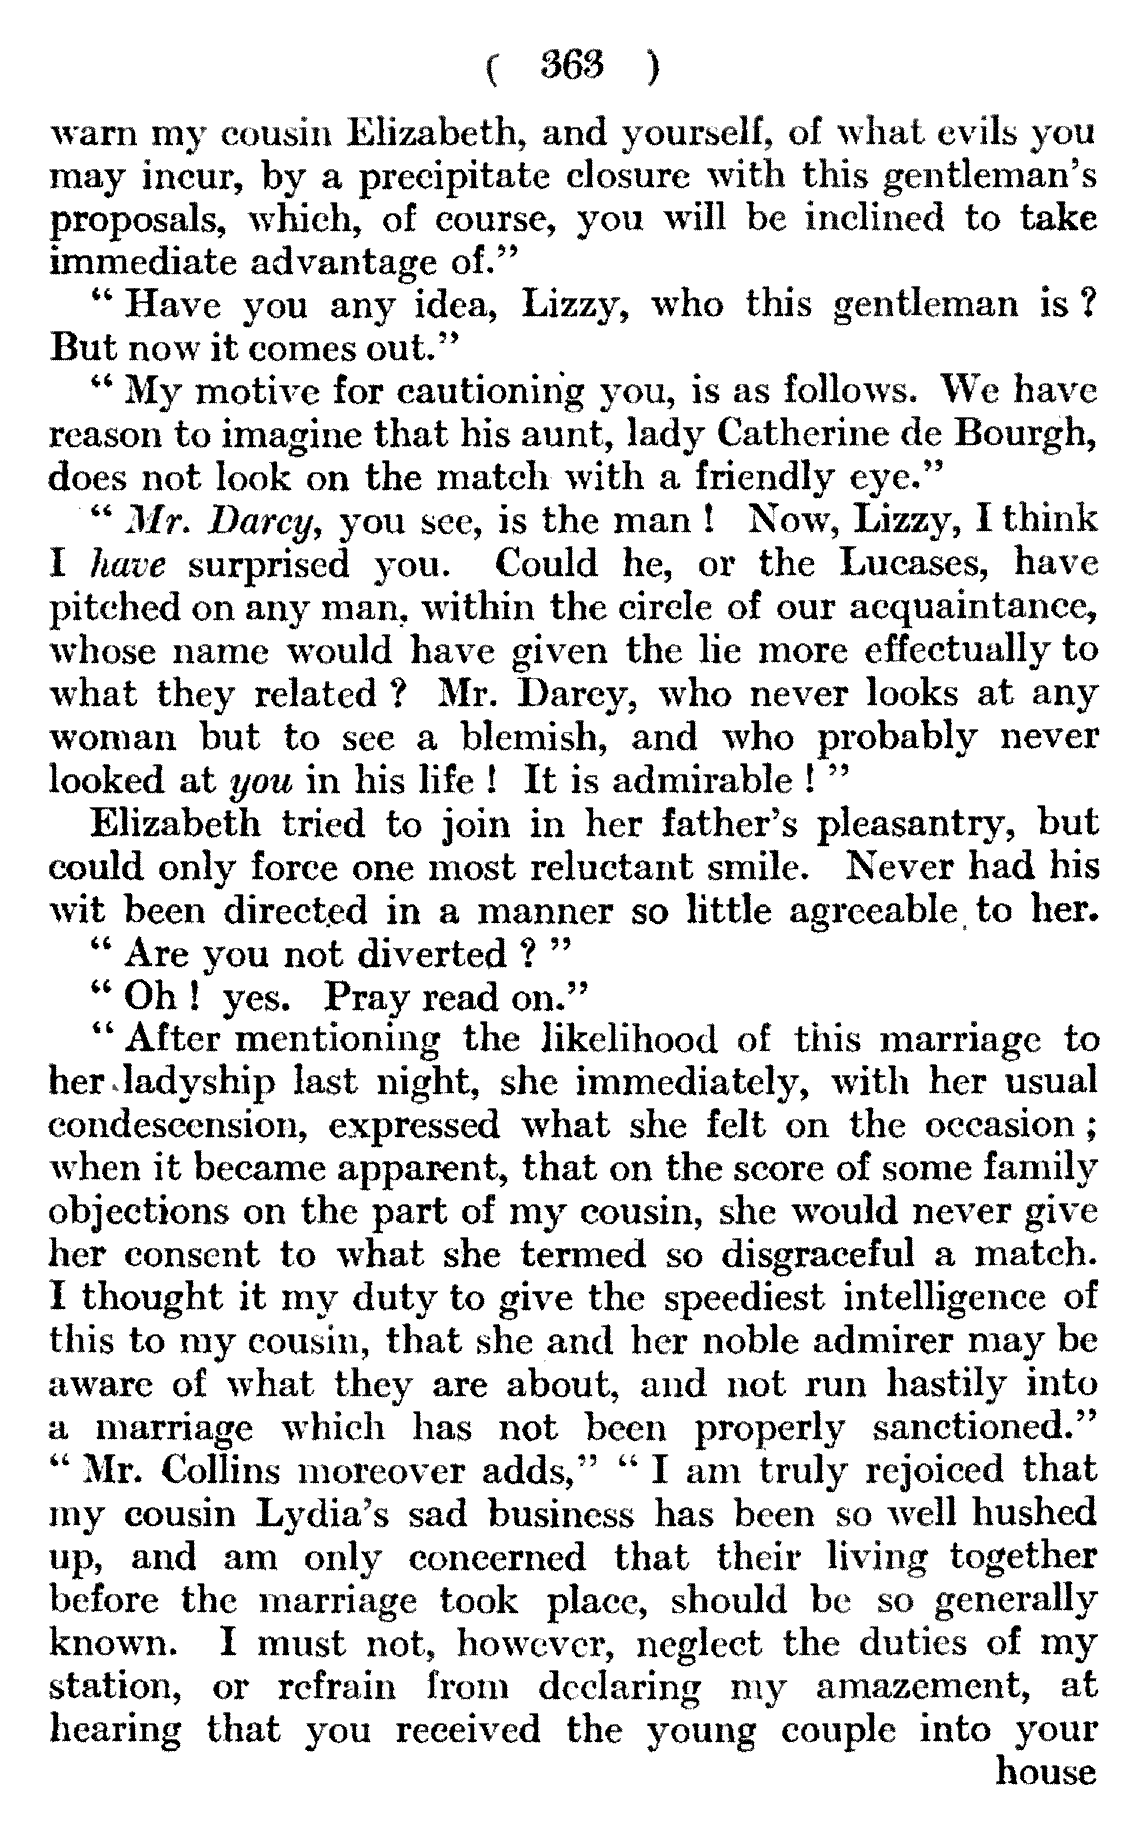 ( 363 )
warn my cousin Elizabeth, and yourself, of what evils you
may incur, by a precipitate closure with this gentleman's
proposals, which, of course, you will be inclined to take
immediate advantage of.”
“ Have you any idea, Lizzy, who this gentleman is ?
But now it comes out.”
“ My motive for cautioning you, is as follows. We have
reason to imagine that his aunt, lady Catherine de Bourgh,
does not look on the match with a friendly eye.”
“ Mr. Darcy, you see, is the man ! Now, Lizzy, I think
I have surprised you. Could he, or the Lucases, have
pitched on any man, within the circle of our acquaintance,
whose name would have given the lie more effectually to
what they related ? Mr. Darcy, who never looks at any
woman but to see a blemish, and who probably never
looked at you in his life ! It is admirable ! ”
Elizabeth tried to join in her father's pleasantry, but
could only force one most reluctant smile. Never had his
wit been directed in a manner so little agreeable to her.
“ Are you not diverted ? ”
“ Oh ! yes. Pray read on.”
“ After mentioning the likelihood of this marriage to
her ladyship last night, she immediately, with her usual
condescension, expressed what she felt on the occasion ;
when it became apparent, that on the score of some family
objections on the part of my cousin, she would never give
her consent to what she termed so disgraceful a match.
I thought it my duty to give the speediest intelligence of
this to my cousin, that she and her noble admirer may be
aware of what they are about, and not run hastily into
a marriage which has not been properly sanctioned.”
“ Mr. Collins moreover adds,” “ I am truly rejoiced that
my cousin Lydia's sad business has been so well hushed
up, and am only concerned that their living together
before the marriage took place, should be so generally
known. I must not, however, neglect the duties of my
station, or refrain from declaring my amazement, at
hearing that you received the young couple into your
house